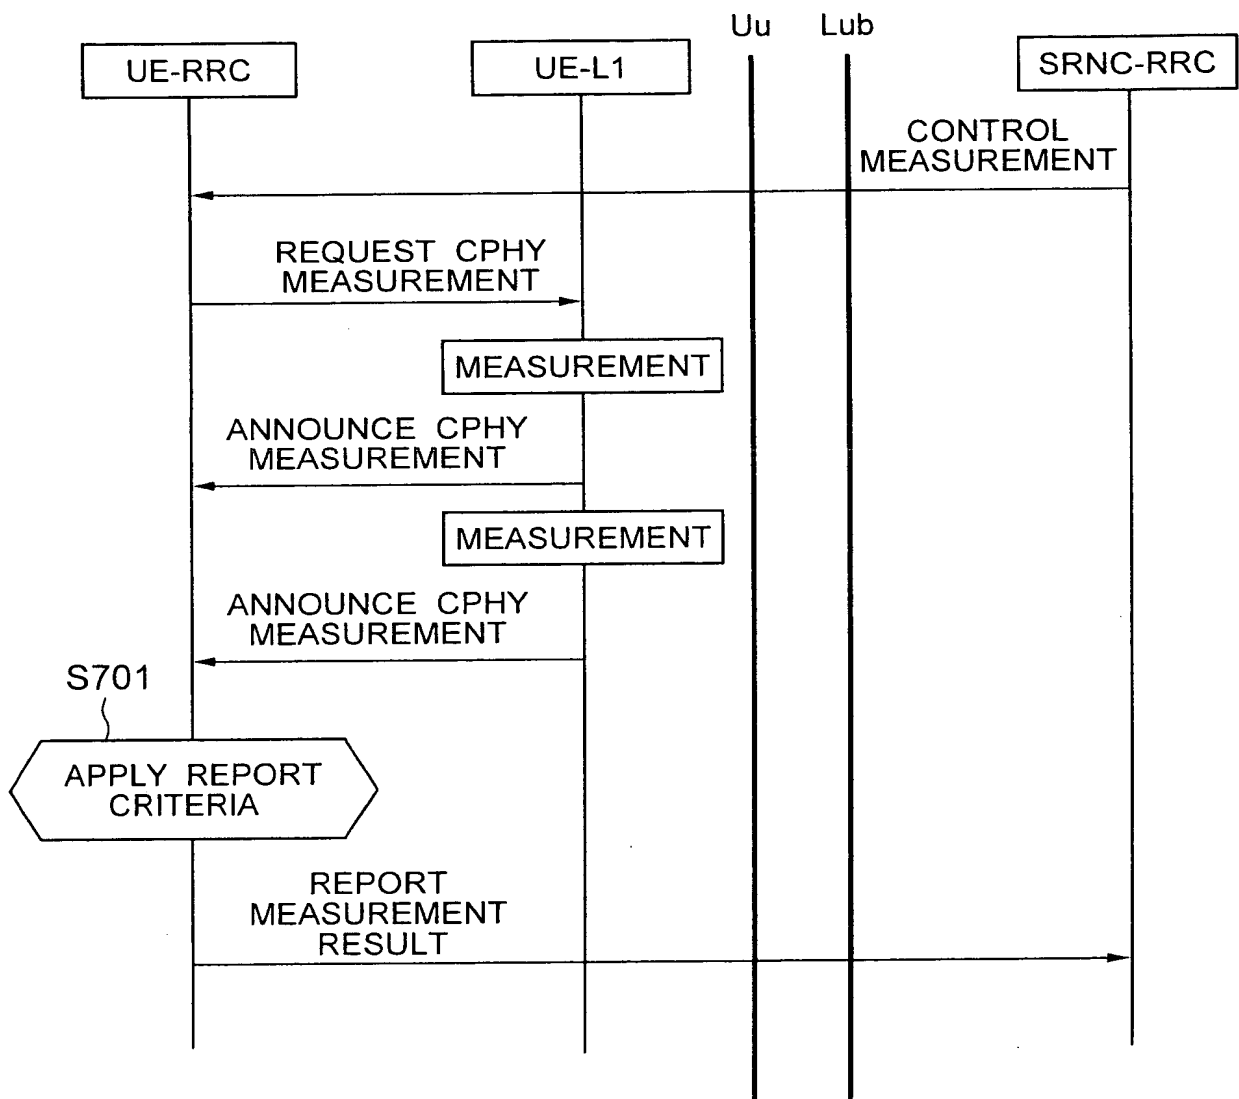 Uu Lub
UE-RRC
UE-L1
SRNC-RRC
CONTROL
MEASUREMENT
REQUEST CPHY
MEASUREMENT
MEASUREMENT
ANNOUNCE CPHY
MEASUREMENT
MEASUREMENT
ANNOUNCE CPHY
MEASUREMENT
S701
APPLY REPORT
CRITERIA
REPORT
MEASUREMENT
RESULT